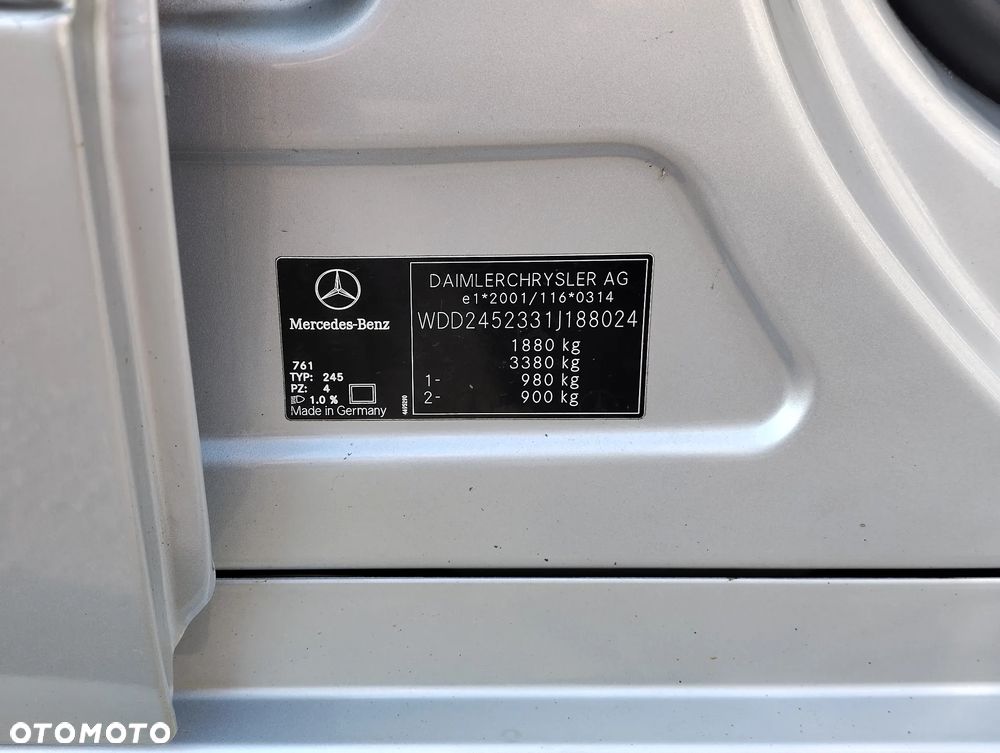 Mercedes-Benz
761
TYP: 245
PZ: 4
1.0 %
Made in Germany
DAIMLERCHRYSLER AG
e1*2001/116*0314
WDD2452331J188024
1880 kg
3380 kg
1- 980 kg
2- 900 kg
OTOMOTO